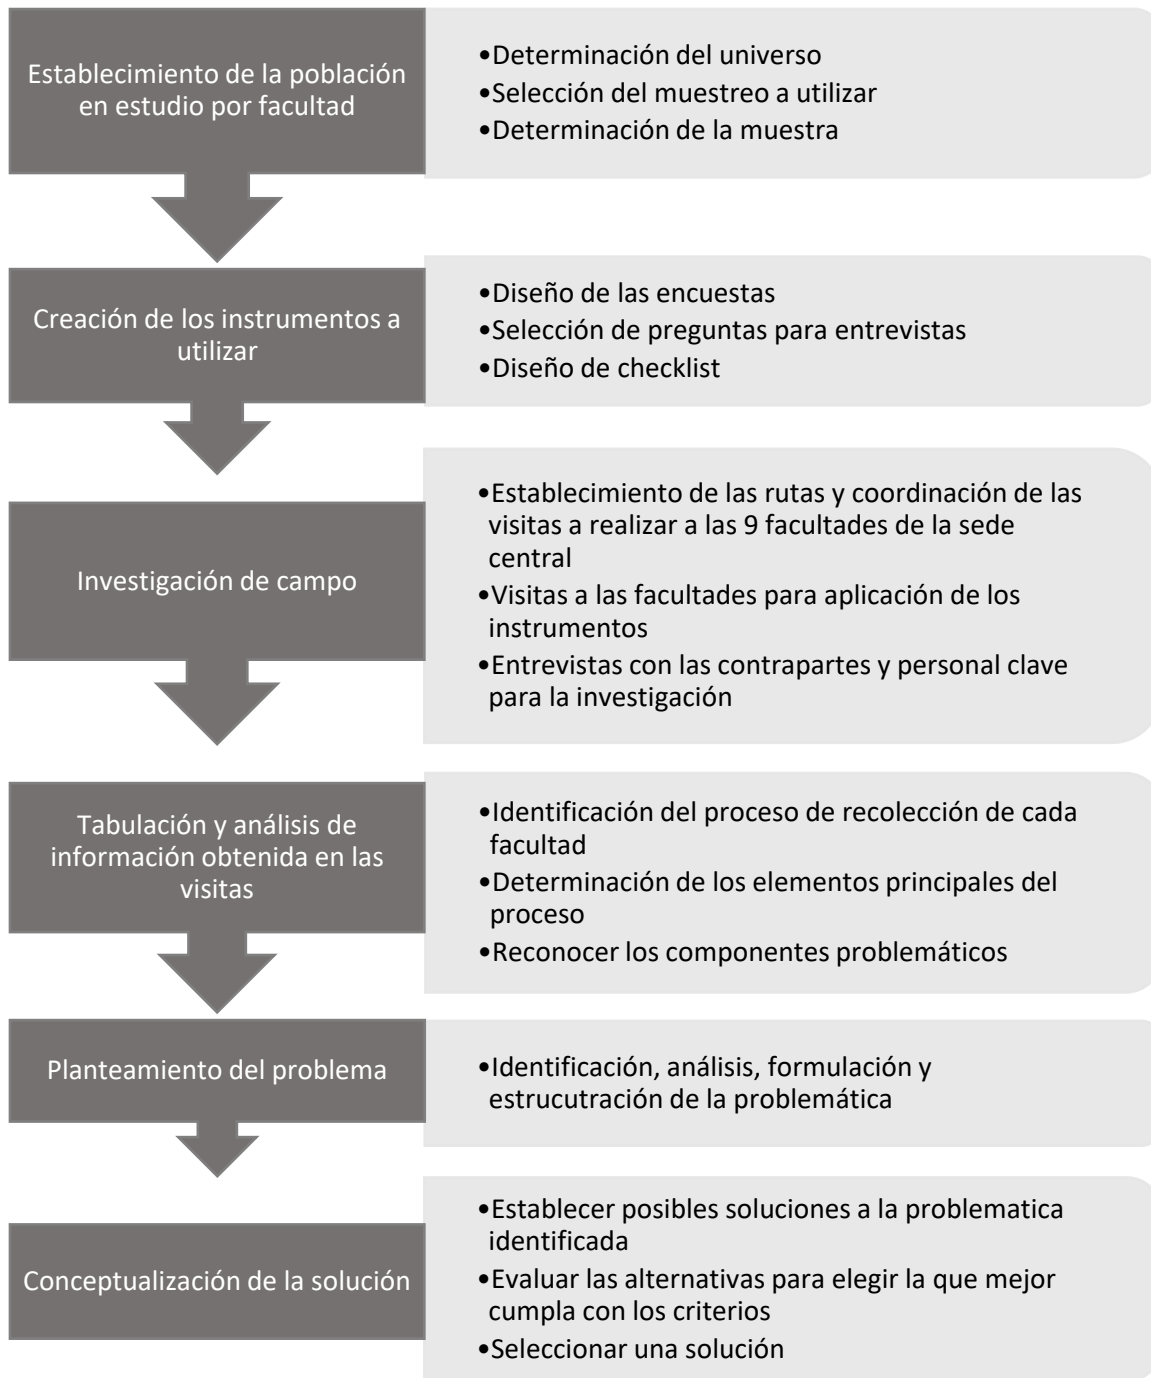 Establecimiento de la población
en estudio por facultad
•Determinación del universo
•Selección del muestreo a utilizar
•Determinación de la muestra
Creación de los instrumentos a
utilizar
•Diseño de las encuestas
•Selección de preguntas para entrevistas
•Diseño de checklist
Investigación de campo
•Establecimiento de las rutas y coordinación de las
visitas a realizar a las 9 facultades de la sede
central
•Visitas a las facultades para aplicación de los
instrumentos
•Entrevistas con las contrapartes y personal clave
para la investigación
Tabulación y análisis de
información obtenida en las
visitas
•Identificación del proceso de recolección de cada
facultad
•Determinación de los elementos principales del
proceso
•Reconocer los componentes problemáticos
Planteamiento del problema
•Identificación, análisis, formulación y
estrucutración de la problemática
Conceptualización de la solución
•Establecer posibles soluciones a la problematica
identificada
•Evaluar las alternativas para elegir la que mejor
cumpla con los criterios
•Seleccionar una solución